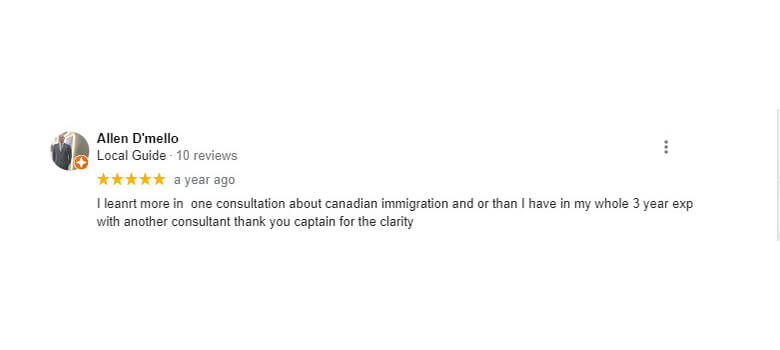 Allen D'mello
Local Guide · 10 reviews
a year ago
I leanrt more in  one consultation about canadian immigration and or than I have in my whole 3 year exp
with another consultant thank you captain for the clarity